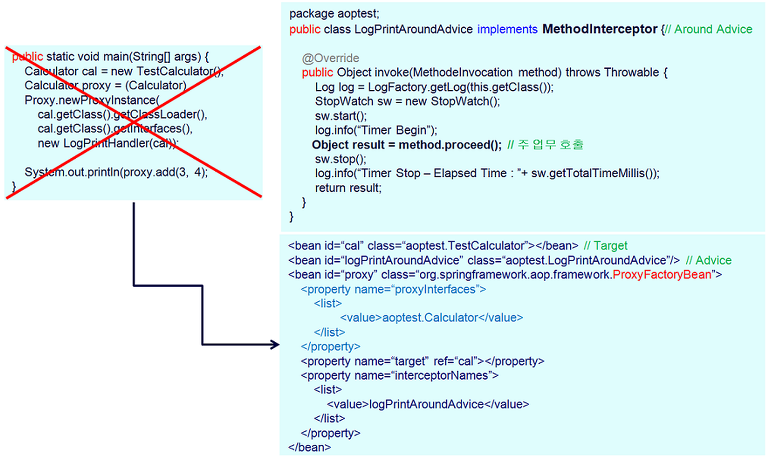 public static void main(String[] args) {
Calculator cal = new TestCalculator(),
Calculator proxy = (Calculator)
Proxy.newProxyInstance(
cal.getClass().getClassLoader(),
cal.getClass().getInterfaces(),
new LogPrintHandler(cal));
System.out.println(proxy.add(3, 4);
}
package aoptest;
public class LogPrintAroundAdvice implements MethodInterceptor {// Around Advice
@Override
public Object invoke(MethodeInvocation method) throws Throwable {
Log log = LogFactory.getLog(this.getClass());
StopWatch sw = new StopWatch();
sw.start();
log.info(“Timer Begin”);
Object result = method.proceed(); // 주 업무 호출
sw.stop();
log.info(“Timer Stop – Elapsed Time : ”+ sw.getTotalTimeMillis());
return result;
}
}
<bean id=“cal” class=“aoptest.TestCalculator”></bean> // Target
<bean id=“logPrintAroundAdvice” class=“aoptest.LogPrintAroundAdvice”/> // Advice
<bean id=“proxy” class=“org.springframework.aop.framework.ProxyFactoryBean”>
<property name=“proxyInterfaces”>
<list>
<value>aoptest.Calculator</value>
</list>
</property>
<property name=“target” ref=“cal”></property>
<property name=“interceptorNames”>
<list>
<value>logPrintAroundAdvice</value>
</list>
</property>
</bean>